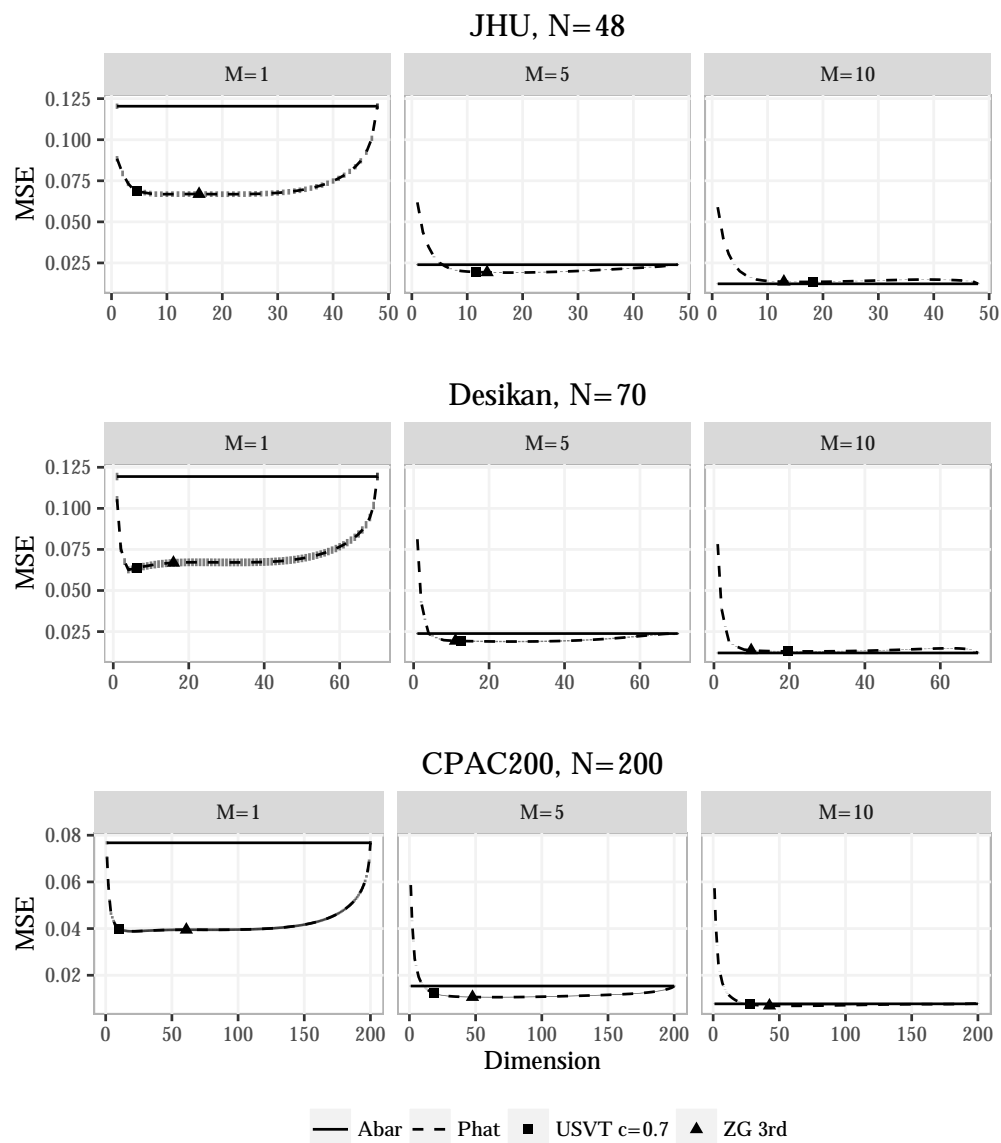 JHU, N=48
M=1 M=5 M=10
0.125
0.100
0.075
0.050
0.025
MSE
0 10 20 30 40 50 0 10 20 30 40 50 0 10 20 30 40 50
Desikan, N=70
M=1 M=5 M=10
0.125
0.100
0.075
0.050
0.025
MSE
0 20 40 60 0 20 40 60 0 20 40 60
CPAC200, N=200
M=1 M=5 M=10
0.08
0.06
0.04
0.02
MSE
0 50 100 150 200 0 50 100 150 200 0 50 100 150 200
Dimension
Abar Phat USVT c=0.7 ZG 3rd